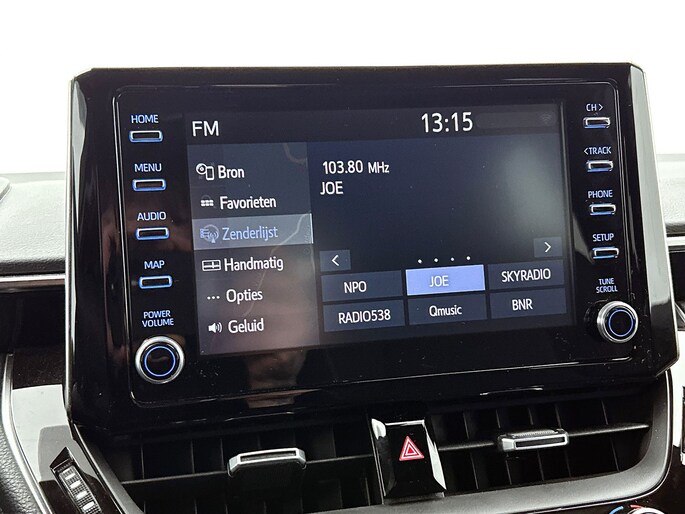 HOME
MENU
AUDIO
MAP
POWER
VOLUME
FM
13:15
Bron
Favorieten
Zenderlijst
Handmatig
Opties
Geluid
103.80 MHz
JOE
< >
NPO JOE SKYRADIO
RADIO538 Qmusic BNR
CH >
< TRACK
PHONE
SETUP
TUNE
SCROLL